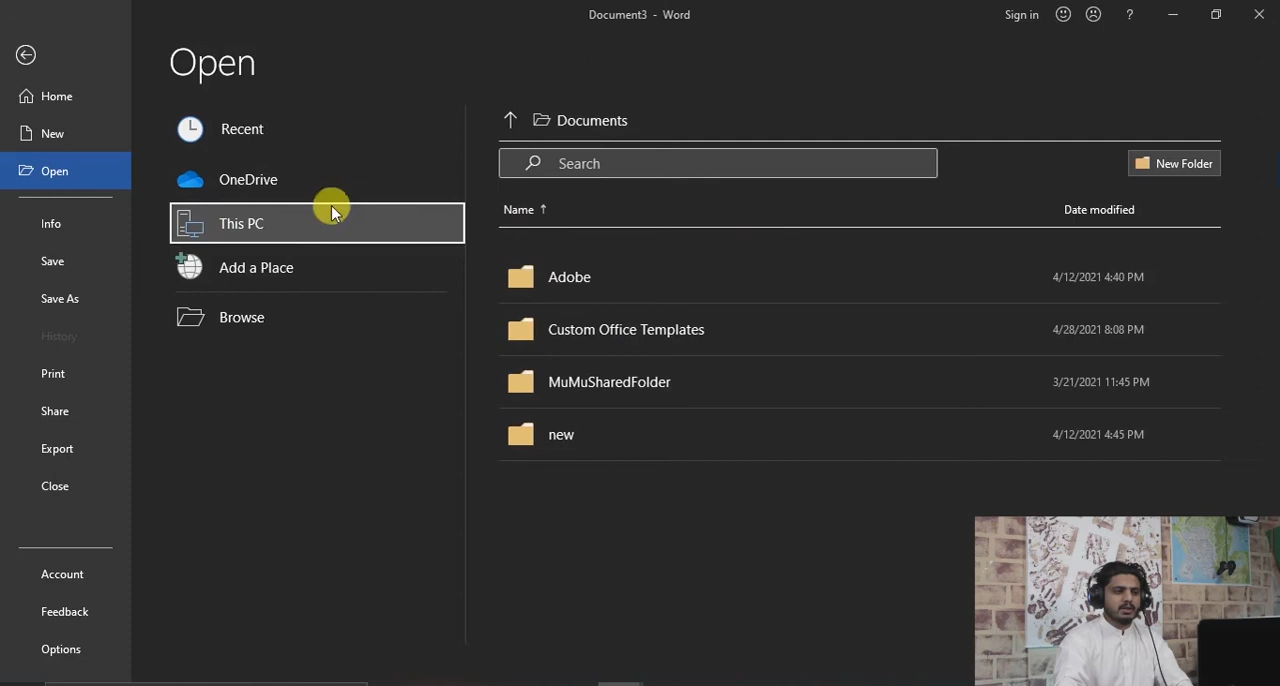 Document3 - Word
Sign in
?
Open
Home
New
Open
Info
Save
Save As
History
Print
Share
Export
Close
Account
Feedback
Options
Recent
OneDrive
This PC
Add a Place
Browse
Documents
Search
New Folder
Name ↑ Date modified
Adobe 4/12/2021 4:40 PM
Custom Office Templates 4/28/2021 8:08 PM
MuMuSharedFolder 3/21/2021 11:45 PM
new 4/12/2021 4:45 PM